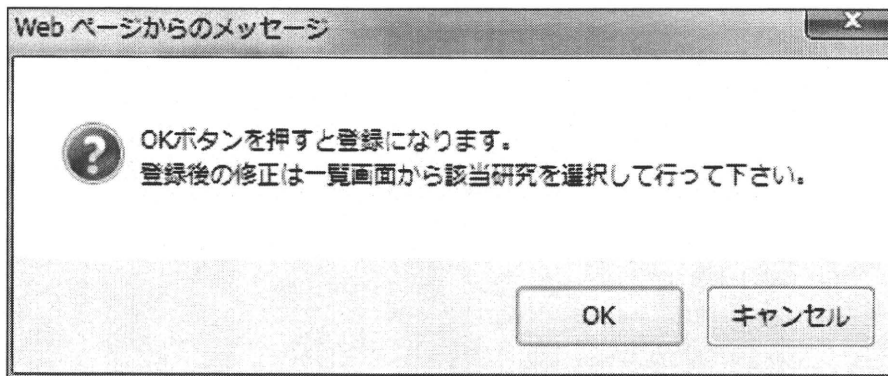 Web ページからのメッセージ
OKボタンを押すと登録になります。
登録後の修正は一覧画面から該当研究を選択して行って下さい。
OK
キャンセル